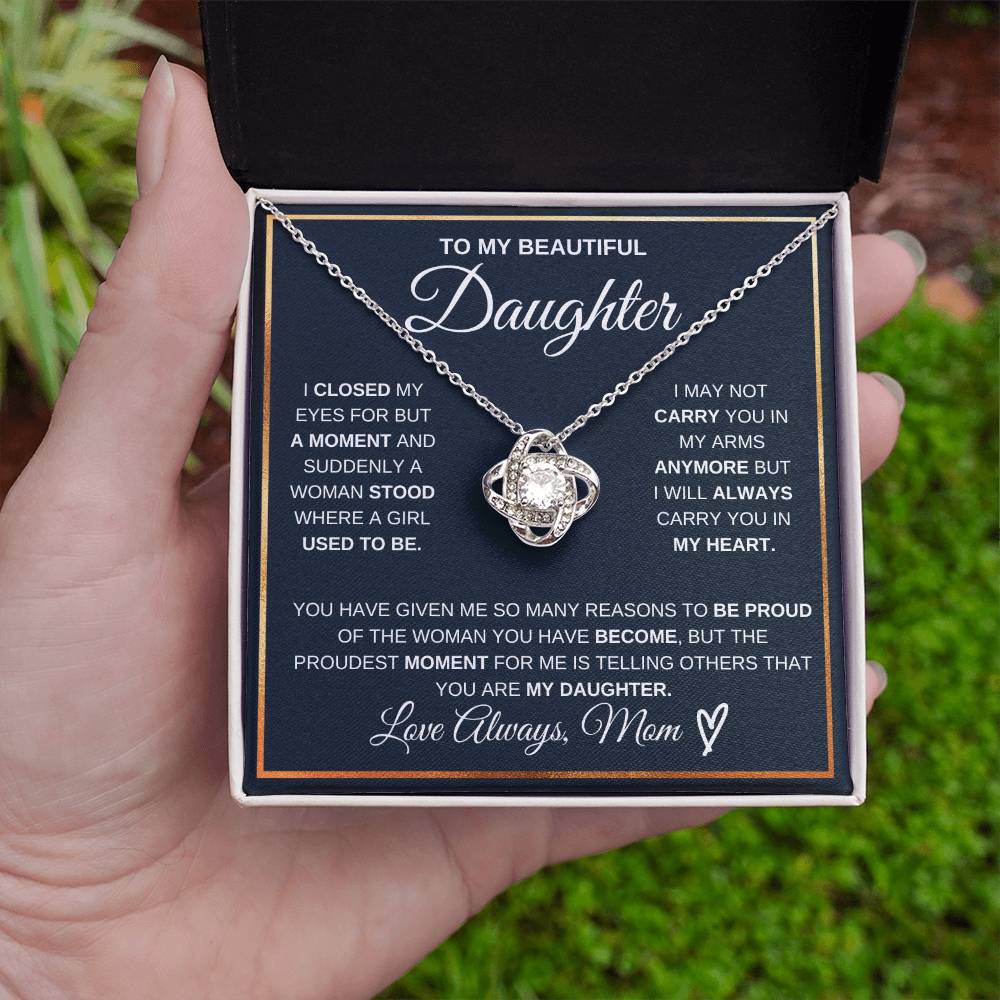 TO MY BEAUTIFUL
Daughter
I CLOSED MY
EYES FOR BUT
A MOMENT AND
SUDDENLY A
WOMAN STOOD
WHERE A GIRL
USED TO BE.
I MAY NOT
CARRY YOU IN
MY ARMS
ANYMORE BUT
I WILL ALWAYS
CARRY YOU IN
MY HEART.
YOU HAVE GIVEN ME SO MANY REASONS TO BE PROUD
OF THE WOMAN YOU HAVE BECOME, BUT THE
PROUDEST MOMENT FOR ME IS TELLING OTHERS THAT
YOU ARE MY DAUGHTER.
Love Always, Mom